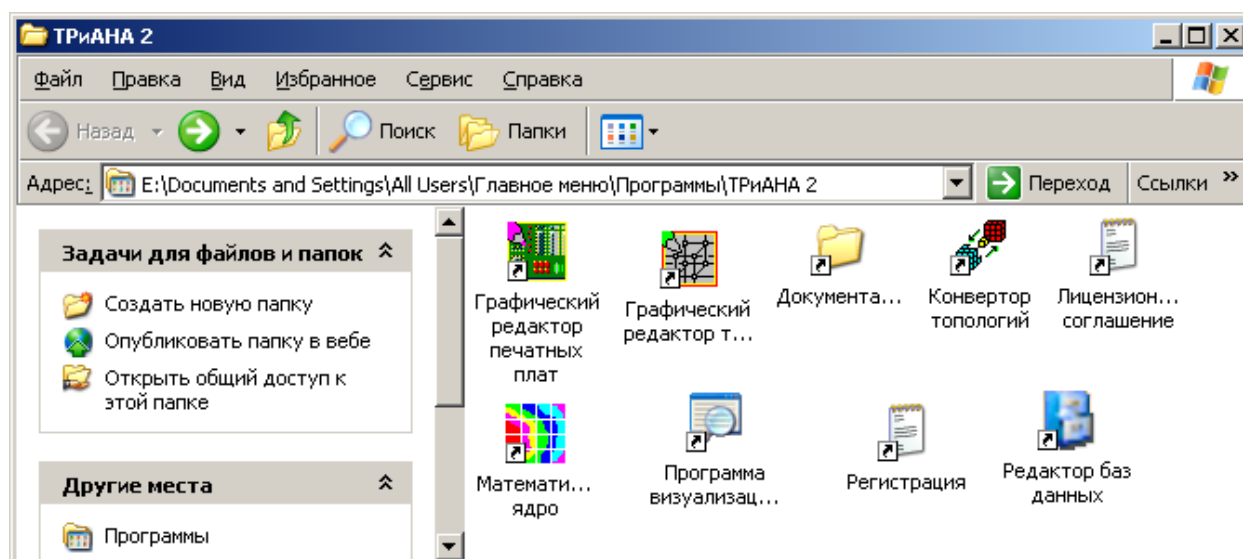 ТРиАНА 2
Файл Правка Вид Избранное Сервис Справка
Назад Поиск Папки
Адрес: E:\Documents and Settings\All Users\Главное меню\Программы\ТРиАНА 2 Переход Ссылки »
Задачи для файлов и папок
Создать новую папку
Опубликовать папку в вебе
Открыть общий доступ к
этой папке
Другие места
Программы
Графический
редактор
печатных
плат
Графический
редактор т...
Документа...
Конвертор
топологий
Лицензион...
соглашение
Математи...
ядро
Программа
визуализац...
Регистрация
Редактор баз
данных